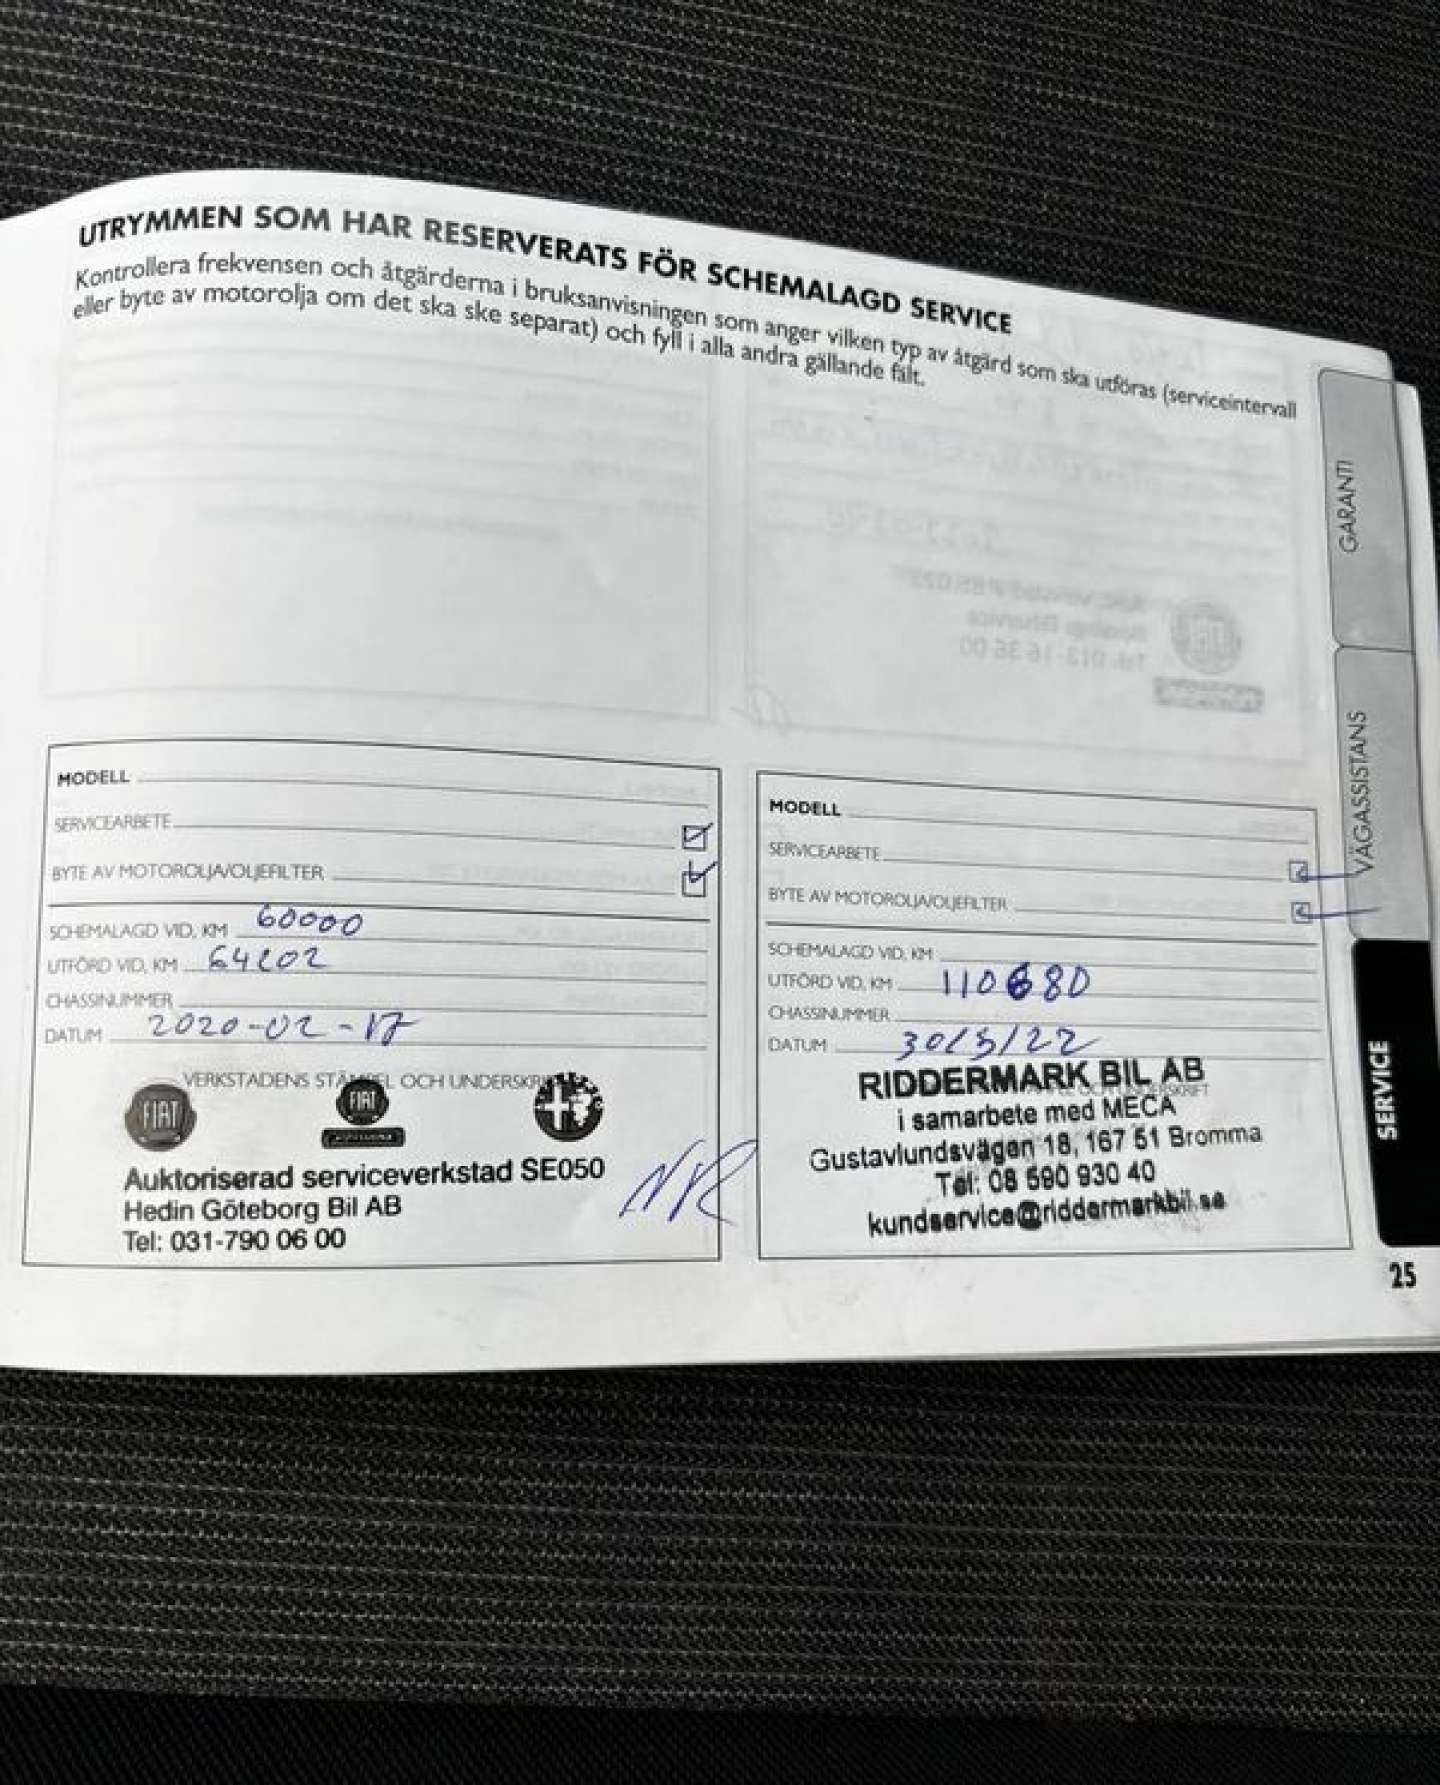 UTRYMMEN SOM HAR RESERVERATS FÖR SCHEMALAGD SERVICE
Kontrollera frekvensen och åtgärderna i bruksanvisningen som anger vilken typ av åtgärd som ska utföras (serviceintervall
eller byte av motorolja om det ska ske separat) och fyll i alla andra gällande fält.
GARANTI
VÄGASSISTANS
SERVICE
MODELL
SERVICEARBETE
BYTE AV MOTOROLJA/OLJEFILTER
SCHEMALAGD VID, KM 60000
UTFÖRD VID, KM 64202
CHASSINUMMER
DATUM 2020-02-17
VERKSTADENS STÄMPEL OCH UNDERSKRIFT
FIAT
FIAT
Auktoriserad serviceverkstad SE050
Hedin Göteborg Bil AB
Tel: 031-790 06 00
MODELL
SERVICEARBETE
BYTE AV MOTOROLJA/OLJEFILTER
SCHEMALAGD VID, KM
UTFÖRD VID, KM 110680
CHASSINUMMER
DATUM 30/3/22
RIDDERMARK BIL AB
i samarbete med MECA
Gustavlundsvägen 18, 167 51 Bromma
Tel: 08 590 930 40
kundservice@riddermarkbil.se
25